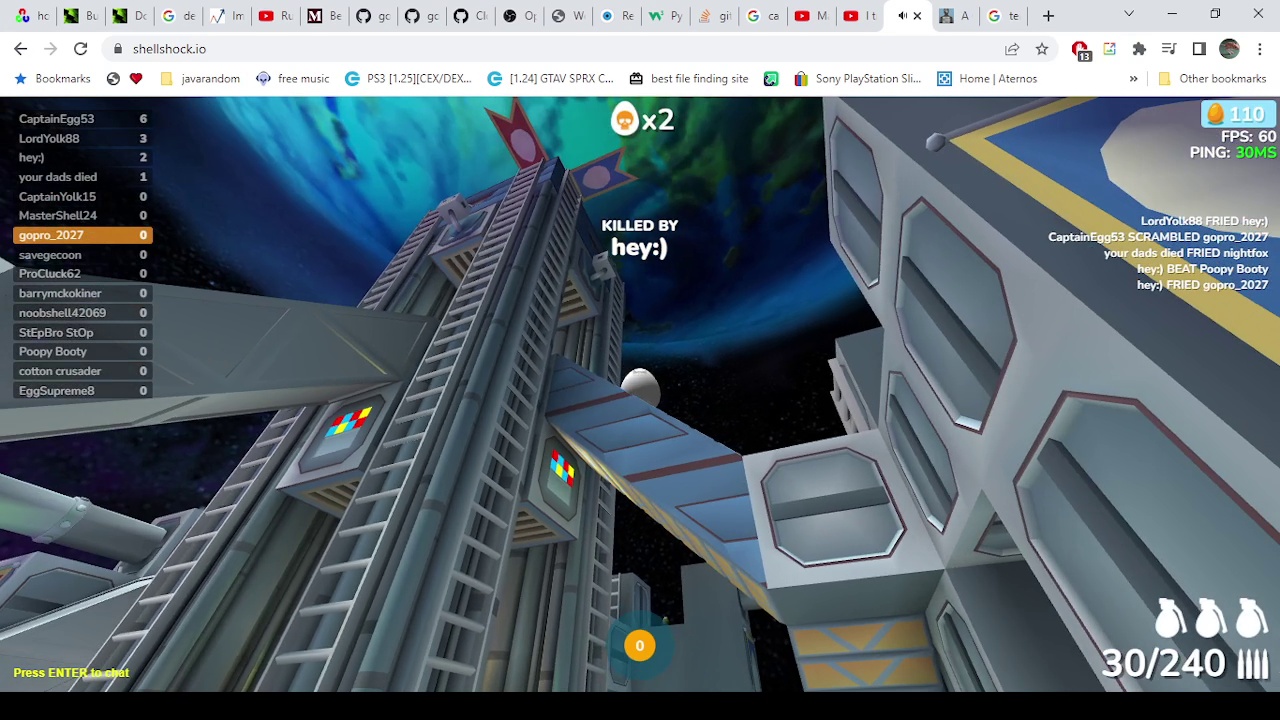 hc
Bu
Dc
de
Im
Ru
Be
gc
gc
Cl
Op
W
Re
Py
git
ca
M
I t
A
te
shellshock.io
13
Bookmarks
javarandom
free music
PS3 [1.25][CEX/DEX...
[1.24] GTAV SPRX C...
best file finding site
Sony PlayStation Sli...
Home | Aternos
»
Other bookmarks
CaptainEgg53 6
LordYolk88 3
hey:) 2
your dads died 1
CaptainYolk15 0
MasterShell24 0
gopro_2027 0
savegecoon 0
ProCluck62 0
barrymckokiner 0
noobshell42069 0
StEpBro StOp 0
Poopy Booty 0
cotton crusader 0
EggSupreme8 0
x2
KILLED BY
hey:)
110
FPS: 60
PING: 30MS
LordYolk88 FRIED hey:)
CaptainEgg53 SCRAMBLED gopro_2027
your dads died FRIED nightfox
hey:) BEAT Poopy Booty
hey:) FRIED gopro_2027
0
Press ENTER to chat
30/240